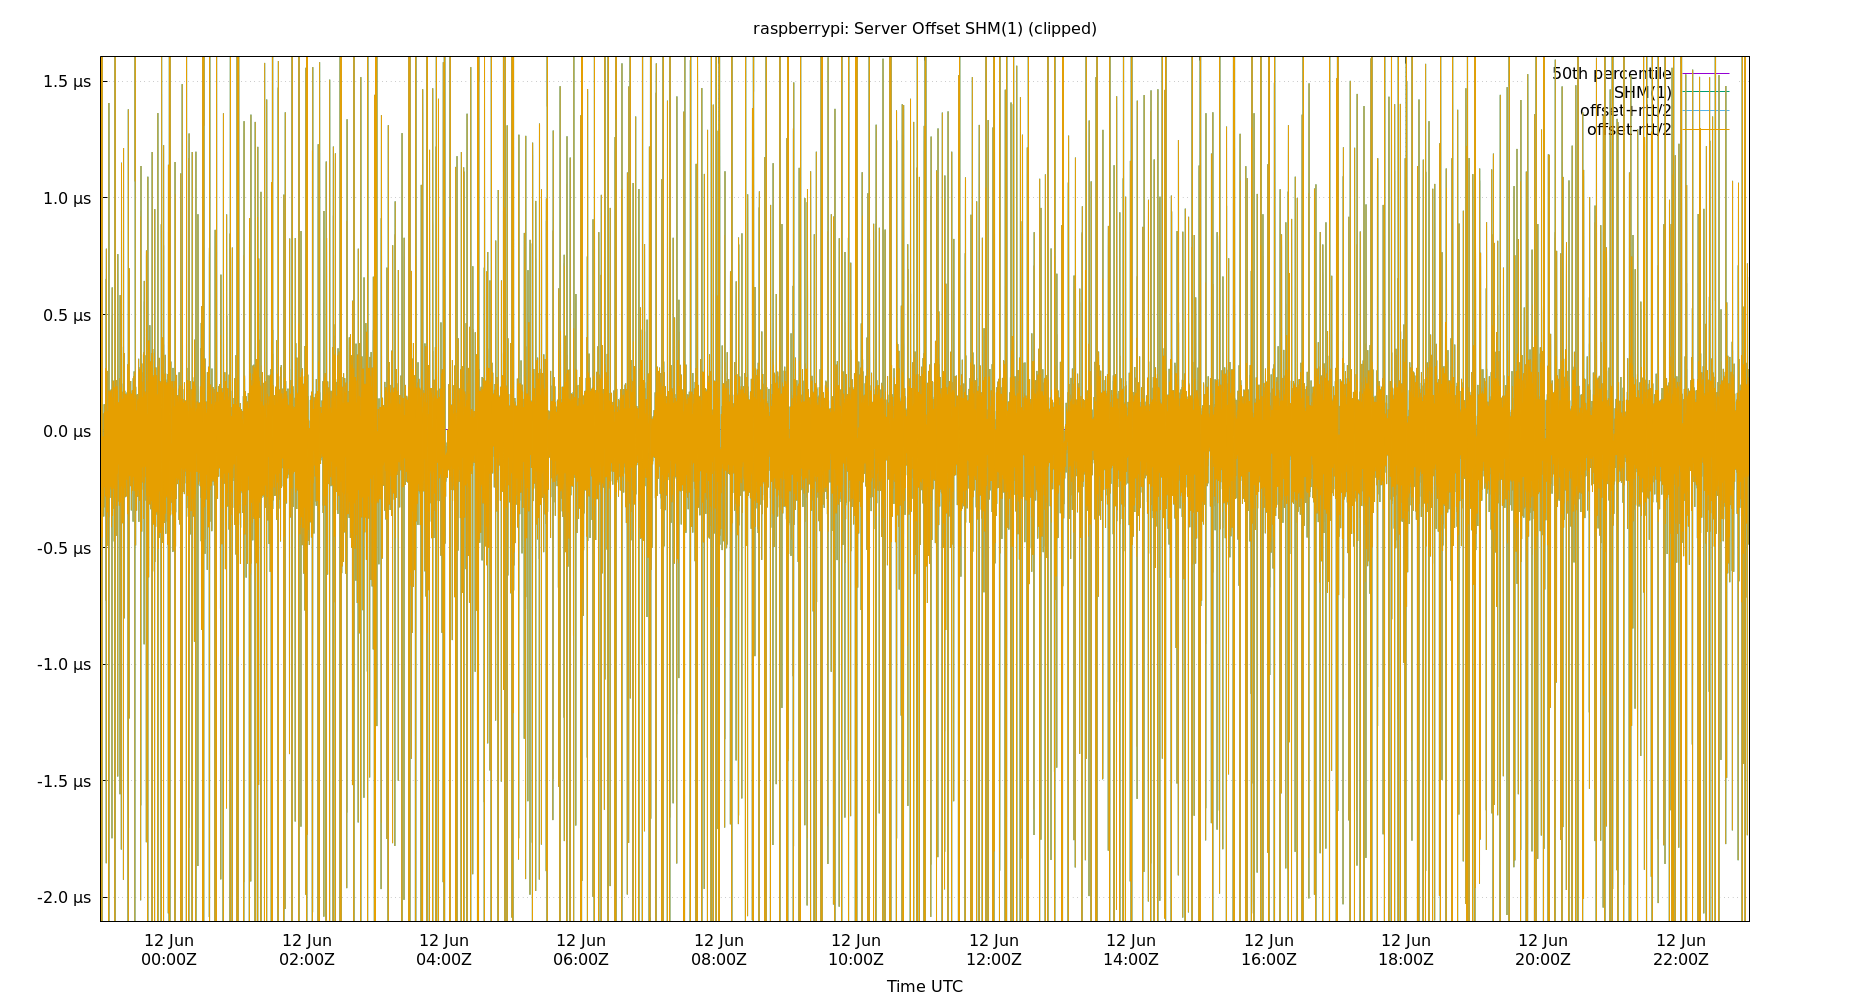 raspberrypi: Server Offset SHM(1) (clipped)
1.5 µs
1.0 µs
0.5 µs
0.0 µs
-0.5 µs
-1.0 µs
-1.5 µs
-2.0 µs
50th percentile
SHM(1)
offset+rtt/2
offset-rtt/2
12 Jun 12 Jun 12 Jun 12 Jun 12 Jun 12 Jun 12 Jun 12 Jun 12 Jun 12 Jun 12 Jun 12 Jun
00:00Z 02:00Z 04:00Z 06:00Z 08:00Z 10:00Z 12:00Z 14:00Z 16:00Z 18:00Z 20:00Z 22:00Z
Time UTC